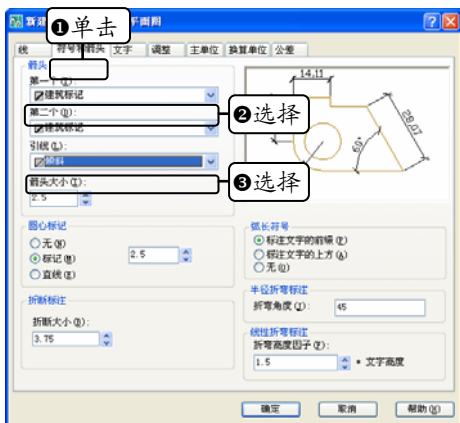 新建
❶单击
平面图
线
符号和箭头
文字
调整
主单位
换算单位
公差
箭头
第一个(T):
建筑标记
第二个(D):
❷选择
建筑标记
引线(L):
倾斜
箭头大小(I):
❸选择
2.5
14,11
28,07
60°
圆心标记
无(N)
标记(M)
2.5
直线(E)
弧长符号
标注文字的前缀(P)
标注文字的上方(A)
无(O)
半径折弯标注
折弯角度(J):
45
折断标注
折断大小(B):
3.75
线性折弯标注
折弯高度因子(F):
1.5
* 文字高度
确定
取消
帮助(H)